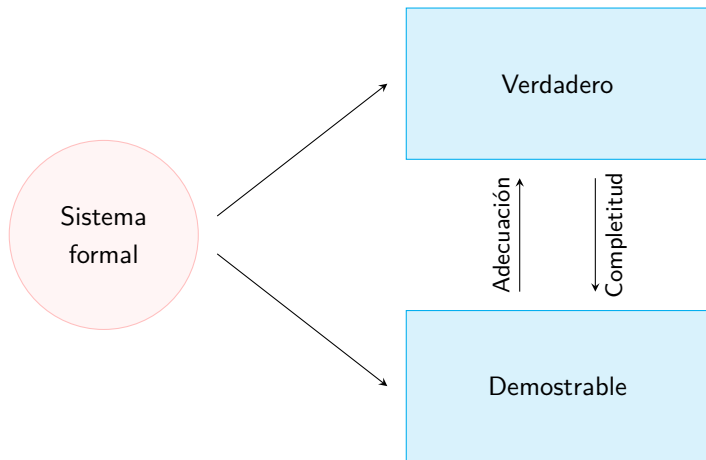 Verdadero
Sistema
formal
Adecuación
Completitud
Demostrable